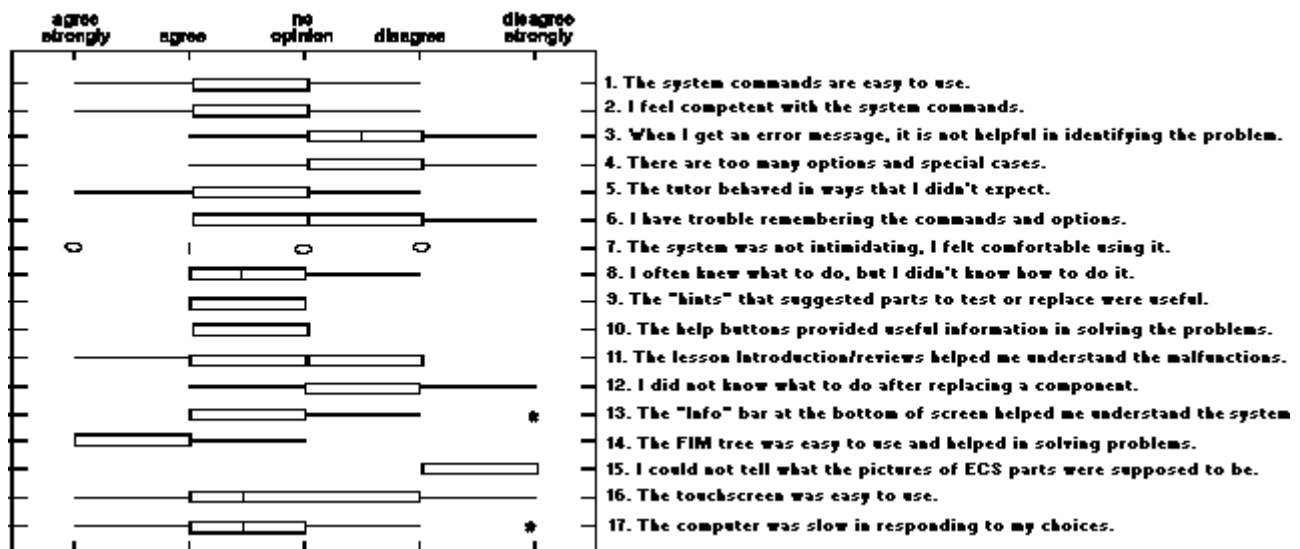 agree strongly
agree
no opinion
disagree
disagree strongly
1. The system commands are easy to use.
2. I feel competent with the system commands.
3. When I get an error message, it is not helpful in identifying the problem.
4. There are too many options and special cases.
5. The tutor behaved in ways that I didn't expect.
6. I have trouble remembering the commands and options.
7. The system was not intimidating, I felt comfortable using it.
8. I often knew what to do, but I didn't know how to do it.
9. The "hints" that suggested parts to test or replace were useful.
10. The help buttons provided useful information in solving the problems.
11. The lesson introduction/reviews helped me understand the malfunctions.
12. I did not know what to do after replacing a component.
13. The "Info" bar at the bottom of screen helped me understand the system
14. The FIM tree was easy to use and helped in solving problems.
15. I could not tell what the pictures of ECS parts were supposed to be.
16. The touchscreen was easy to use.
17. The computer was slow in responding to my choices.